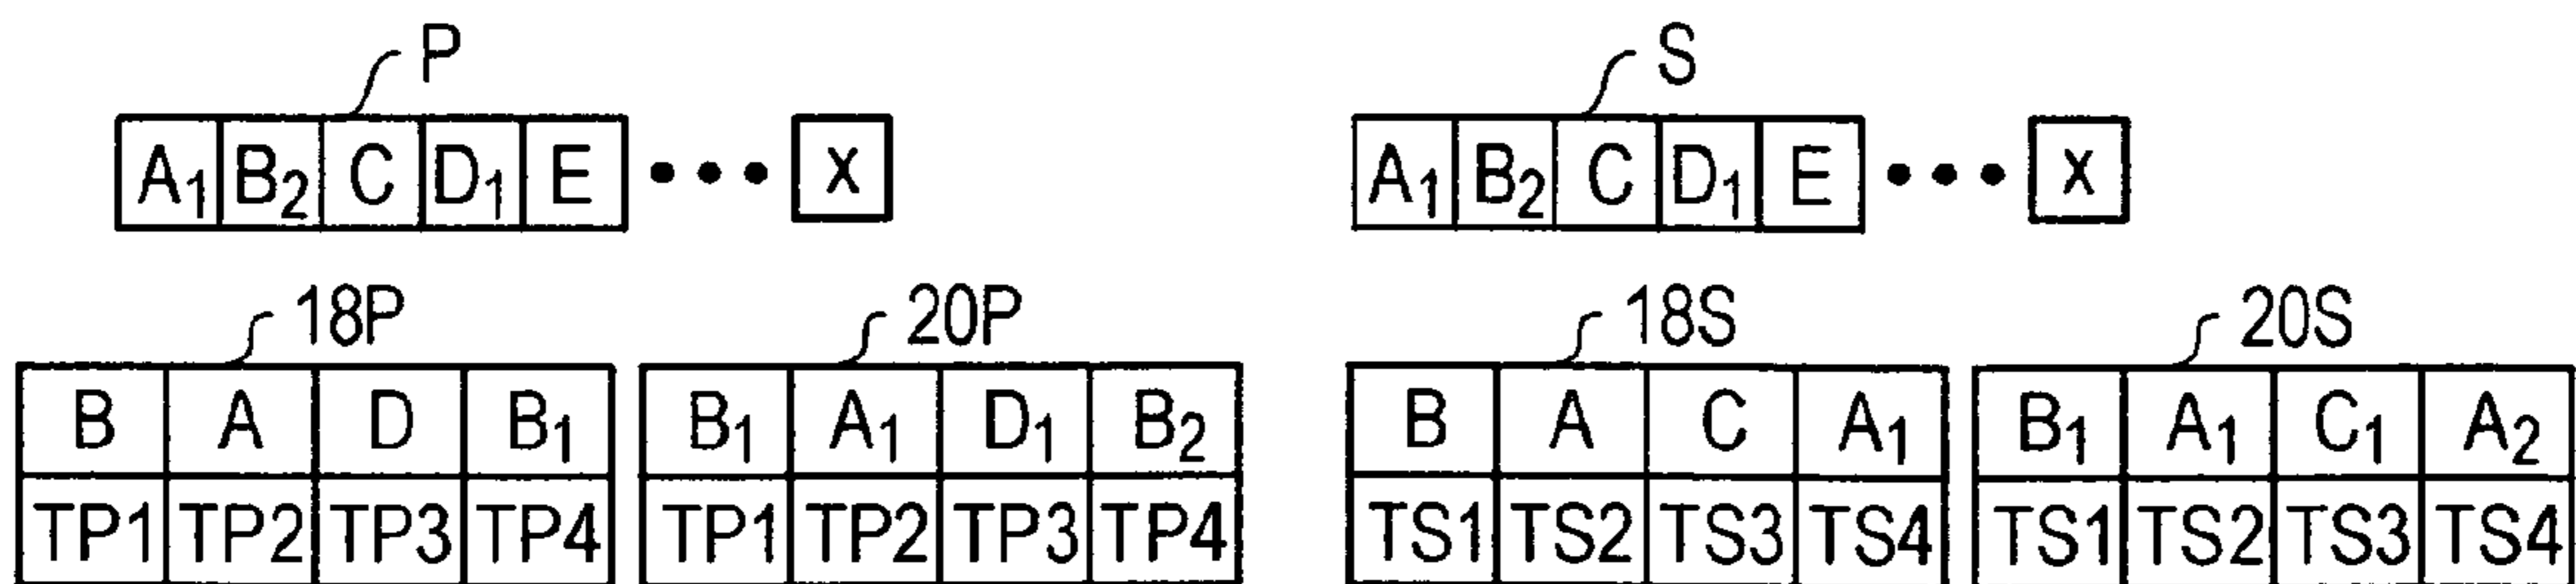 P S
A₁ B₂ C D₁ E ••• X A₁ B₂ C D₁ E ••• X
18P 20P 18S 20S
B A D B₁ B₁ A₁ D₁ B₂ B A C A₁ B₁ A₁ C₁ A₂
TP1 TP2 TP3 TP4 TP1 TP2 TP3 TP4 TS1 TS2 TS3 TS4 TS1 TS2 TS3 TS4